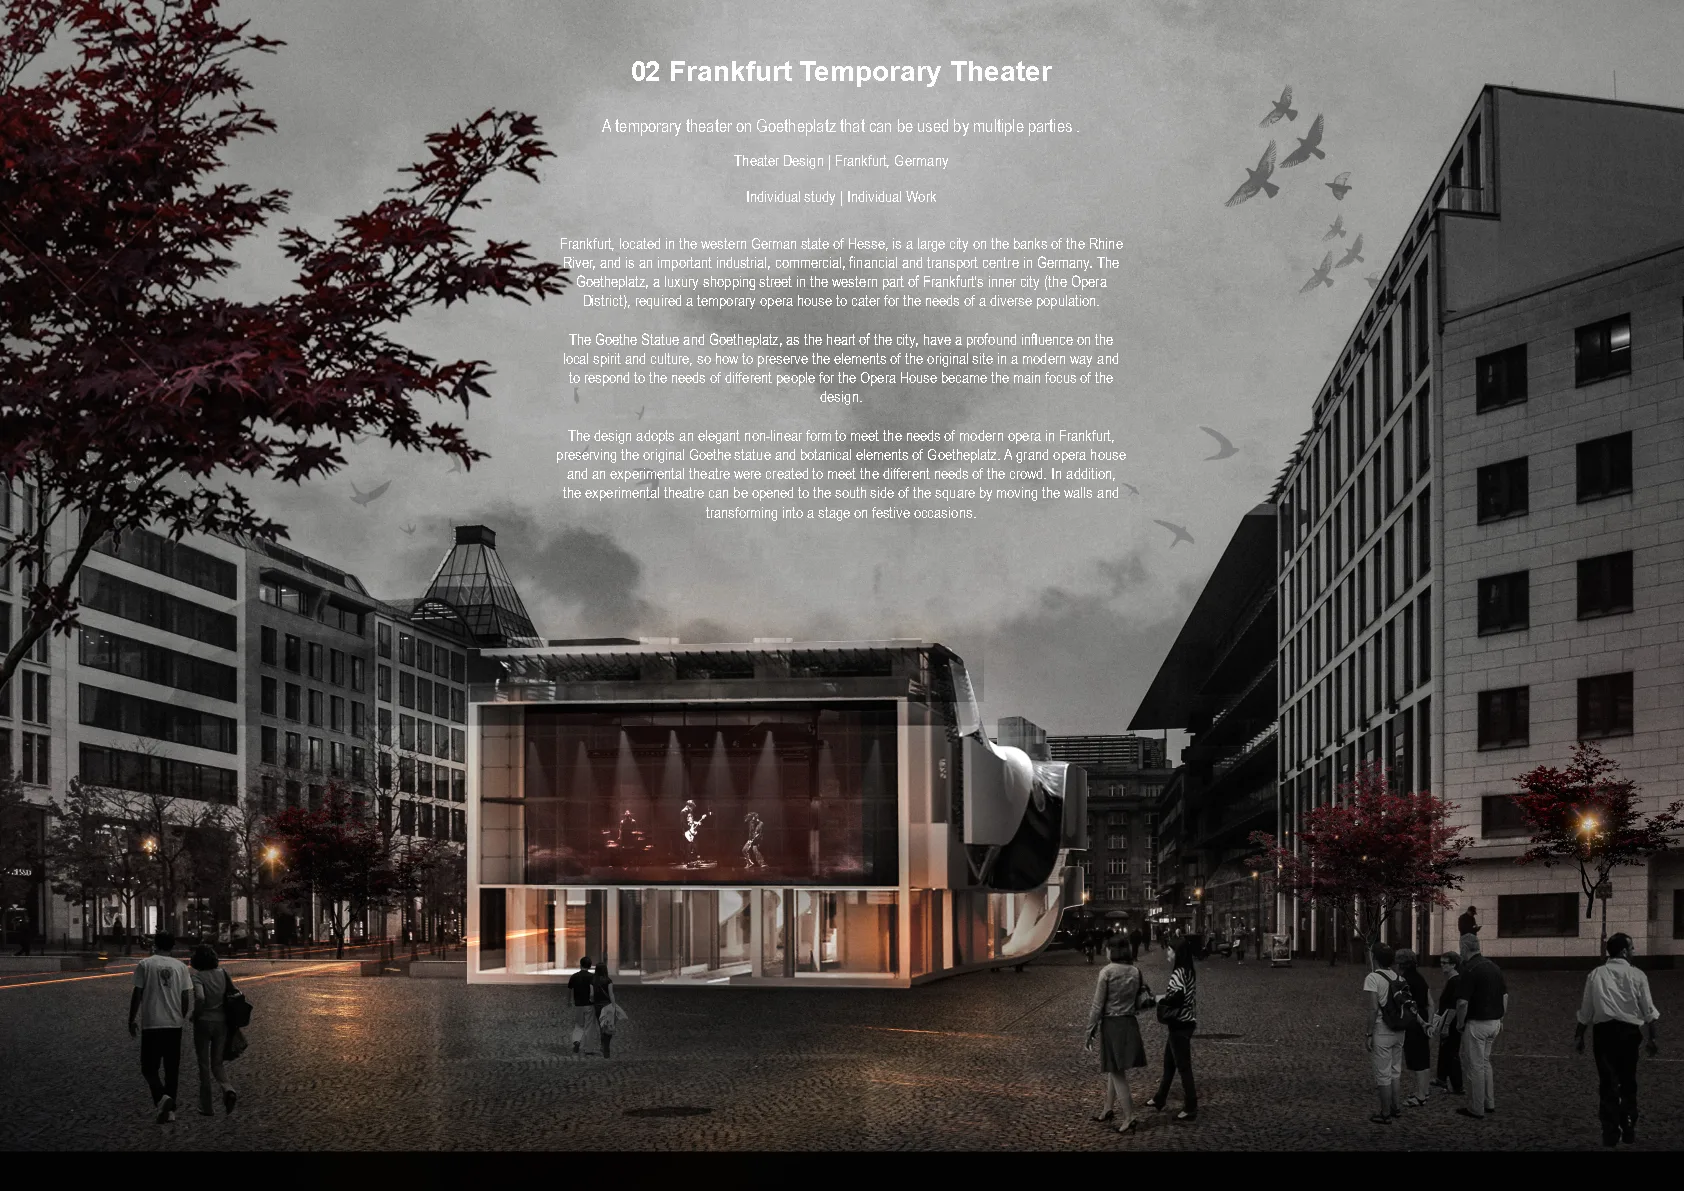 02 Frankfurt Temporary Theater
A temporary theater on Goetheplatz that can be used by multiple parties .
Theater Design | Frankfurt, Germany
Individual study | Individual Work
Frankfurt, located in the western German state of Hesse, is a large city on the banks of the Rhine
River, and is an important industrial, commercial, financial and transport centre in Germany. The
Goetheplatz, a luxury shopping street in the western part of Frankfurt's inner city (the Opera
District), required a temporary opera house to cater for the needs of a diverse population.
The Goethe Statue and Goetheplatz, as the heart of the city, have a profound influence on the
local spirit and culture, so how to preserve the elements of the original site in a modern way and
to respond to the needs of different people for the Opera House became the main focus of the
design.
The design adopts an elegant non-linear form to meet the needs of modern opera in Frankfurt,
preserving the original Goethe statue and botanical elements of Goetheplatz. A grand opera house
and an experimental theatre were created to meet the different needs of the crowd. In addition,
the experimental theatre can be opened to the south side of the square by moving the walls and
transforming into a stage on festive occasions.